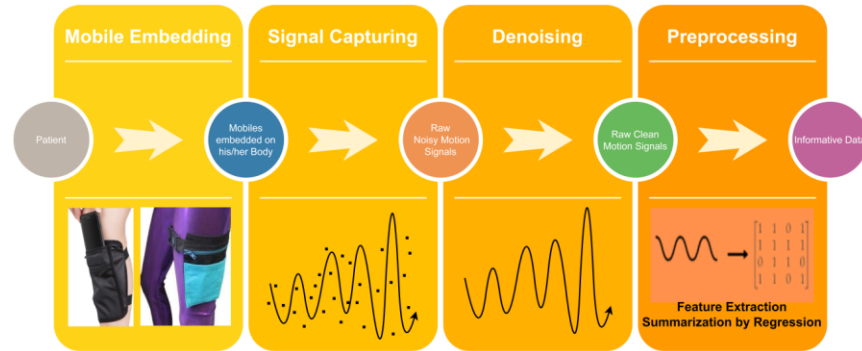 Mobile Embedding
Signal Capturing
Denoising
Preprocessing
Patient
Mobiles
embedded on
his/her Body
Raw
Noisy Motion
Signals
Raw Clean
Motion Signals
Informative Data
1 1 0 1
1 1 1 1
0 1 1 0
1 1 0 1
Feature Extraction
Summarization by Regression